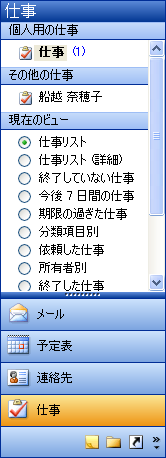 仕事
個人用の仕事
仕事 (1)
その他の仕事
船越 奈穂子
現在のビュー
仕事リスト
仕事リスト (詳細)
終了していない仕事
今後 7 日間の仕事
期限の過ぎた仕事
分類項目別
依頼した仕事
所有者別
終了した仕事
メール
予定表
連絡先
仕事